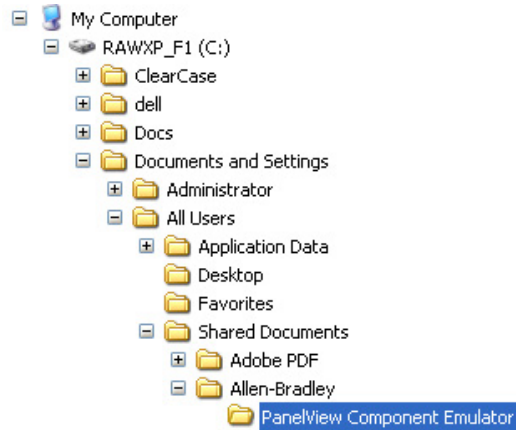 My Computer
RAWXP_F1 (C:)
ClearCase
dell
Docs
Documents and Settings
Administrator
All Users
Application Data
Desktop
Favorites
Shared Documents
Adobe PDF
Allen-Bradley
PanelView Component Emulator